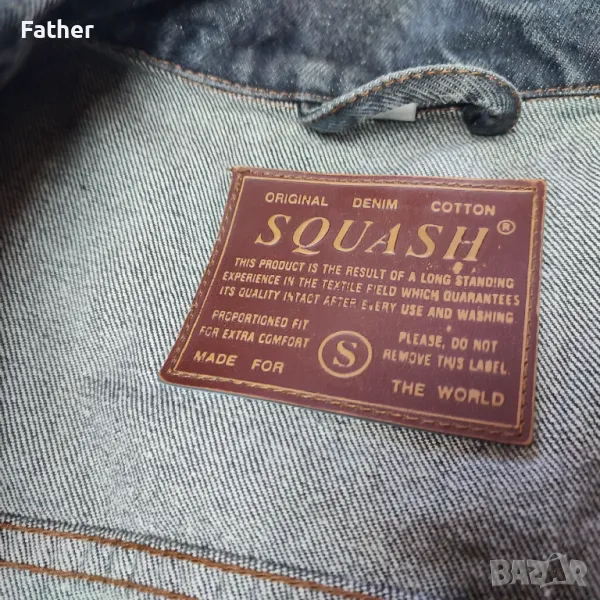 Father
ORIGINAL DENIM COTTON
SQUASH®
THIS PRODUCT IS THE RESULT OF A LONG STANDING
EXPERIENCE IN THE TEXTILE FIELD WHICH QUARANTEES
ITS QUALITY INTACT AFTER EVERY USE AND WASHING
PROPORTIONED FIT
FOR EXTRA COMFORT
S
PLEASE, DO NOT
REMOVE THIS LABEL.
MADE FOR
THE WORLD
BAZAR